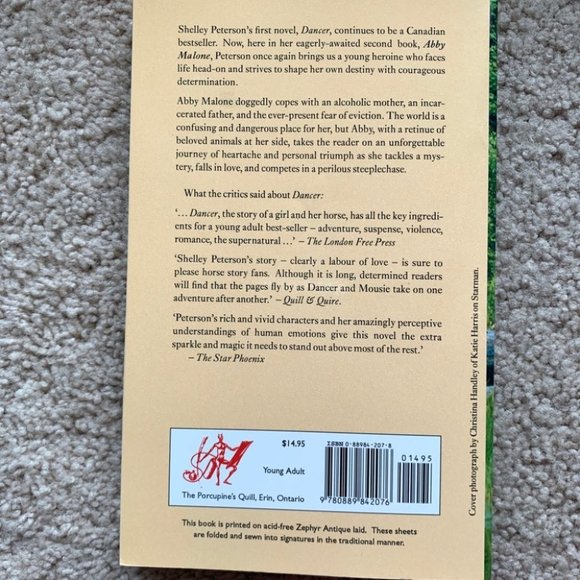 Shelley Peterson's first novel, Dancer, continues to be a Canadian
bestseller. Now, here in her eagerly-awaited second book, Abby
Malone, Peterson once again brings us a young heroine who faces
life head-on and strives to shape her own destiny with courageous
determination.
Abby Malone doggedly copes with an alcoholic mother, an incar-
cerated father, and the ever-present fear of eviction. The world is a
confusing and dangerous place for her, but Abby, with a retinue of
beloved animals at her side, takes the reader on an unforgettable
journey of heartache and personal triumph as she tackles a mys-
tery, falls in love, and competes in a perilous steeplechase.
What the critics said about Dancer:
'... Dancer, the story of a girl and her horse, has all the key ingredi-
ents for a young adult best-seller – adventure, suspense, violence,
romance, the supernatural ...' – The London Free Press
'Shelley Peterson's story – clearly a labour of love – is sure to
please horse story fans. Although it is long, determined readers
will find that the pages fly by as Dancer and Mousie take on one
adventure after another.' – Quill & Quire.
'Peterson's rich and vivid characters and her amazingly perceptive
understandings of human emotions give this novel the extra
sparkle and magic it needs to stand out above most of the rest.'
– The Star Phoenix
Cover photograph by Christina Handley of Katie Harris on Starman.
$14.95
Young Adult
The Porcupine's Quill, Erin, Ontario
ISBN 0-88984-207-8
01495
9 780889 842076
This book is printed on acid-free Zephyr Antique laid. These sheets
are folded and sewn into signatures in the traditional manner.